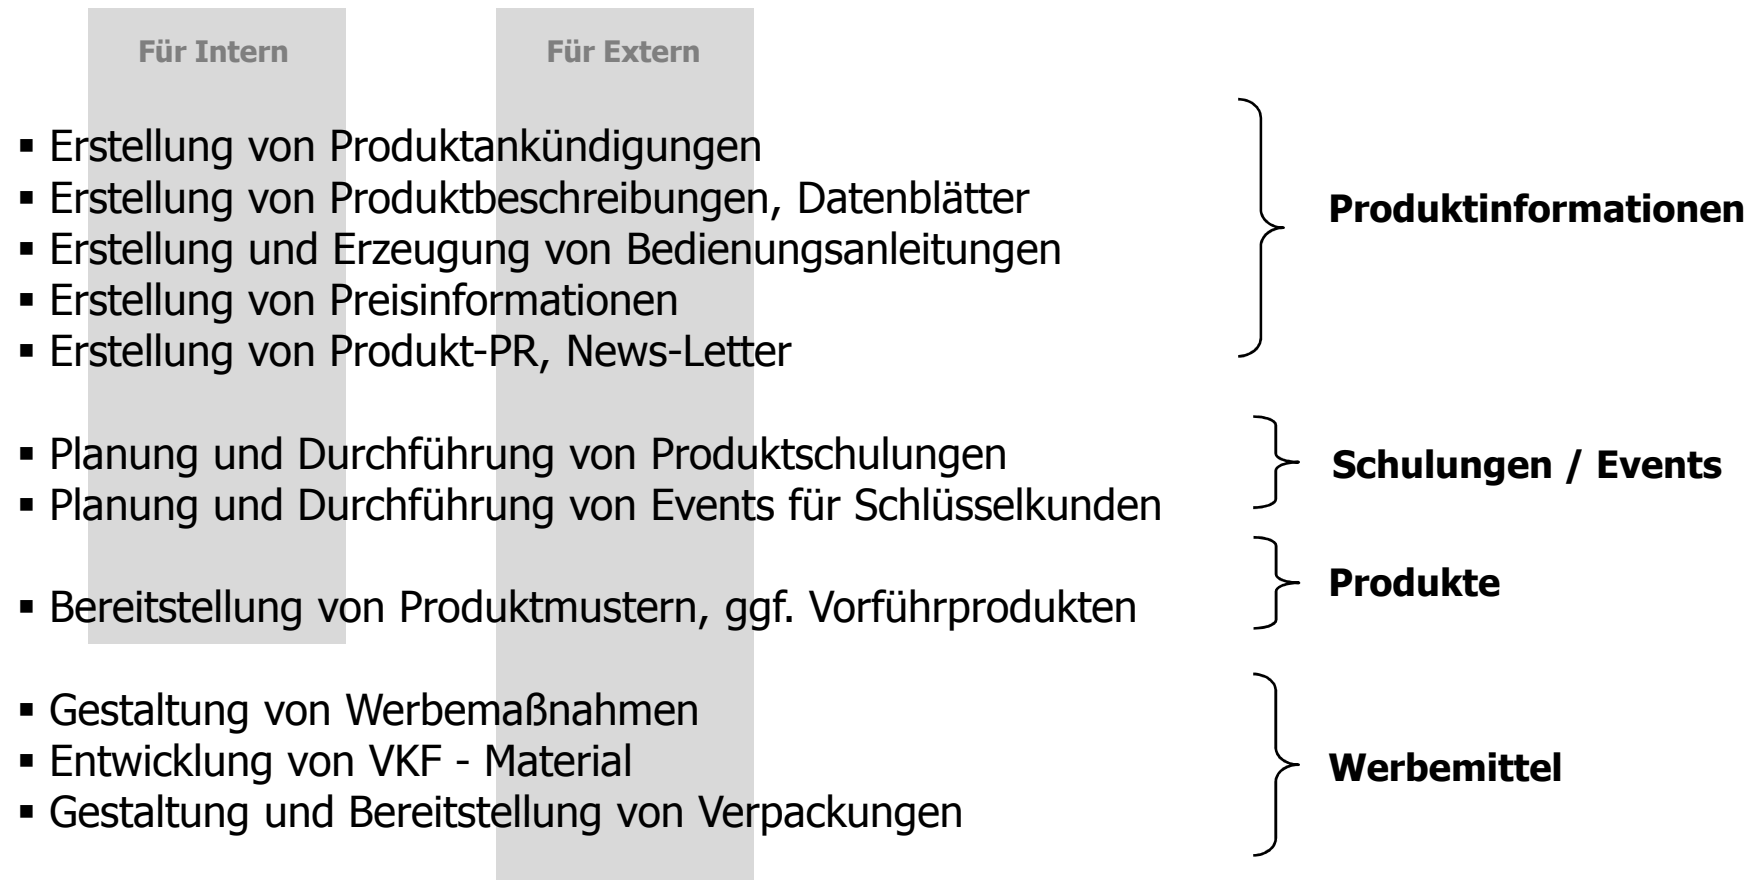 Für Intern
Für Extern
▪ Erstellung von Produktankündigungen
▪ Erstellung von Produktbeschreibungen, Datenblätter
▪ Erstellung und Erzeugung von Bedienungsanleitungen
▪ Erstellung von Preisinformationen
▪ Erstellung von Produkt-PR, News-Letter
Produktinformationen
▪ Planung und Durchführung von Produktschulungen
▪ Planung und Durchführung von Events für Schlüsselkunden
Schulungen / Events
▪ Bereitstellung von Produktmustern, ggf. Vorführprodukten
Produkte
▪ Gestaltung von Werbemaßnahmen
▪ Entwicklung von VKF - Material
▪ Gestaltung und Bereitstellung von Verpackungen
Werbemittel